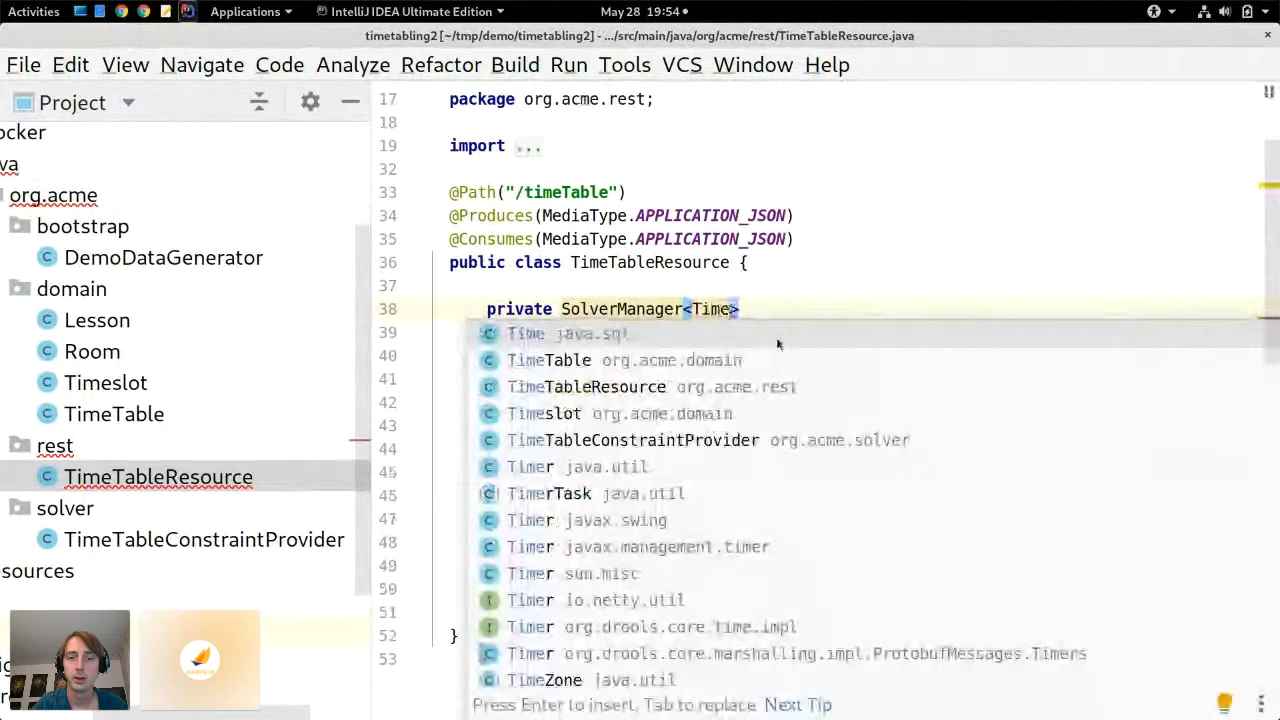 Activities Applications IntelliJ IDEA Ultimate Edition May 28 19:54
timetabling2 [~/tmp/demo/timetabling2] - .../src/main/java/org/acme/rest/TimeTableResource.java
File Edit View Navigate Code Analyze Refactor Build Run Tools VCS Window Help
Project
ocker
va
org.acme
bootstrap
DemoDataGenerator
domain
Lesson
Room
Timeslot
TimeTable
rest
TimeTableResource
solver
TimeTableConstraintProvider
sources
17 package org.acme.rest;
18
19 import ...
32
33 @Path("/timeTable")
34 @Produces(MediaType.APPLICATION_JSON)
35 @Consumes(MediaType.APPLICATION_JSON)
36 public class TimeTableResource {
37
38 private SolverManager<Time>
39
40
41
42
43
44
45
45
47
48
59
50
51
52 }
53
Time java.sql
TimeTable org.acme.domain
TimeTableResource org.acme.rest
Timeslot org.acme.domain
TimeTableConstraintProvider org.acme.solver
Timer java.util
TimerTask java.util
Timer javax.swing
Timer javax.management.timer
Timer sun.misc
Timer io.netty.util
Timer org.drools.core.time.impl
Timer org.drools.core.marshalling.impl.ProtobufMessages.Timers
TimeZone java.util
Press Enter to insert, Tab to replace Next Tip